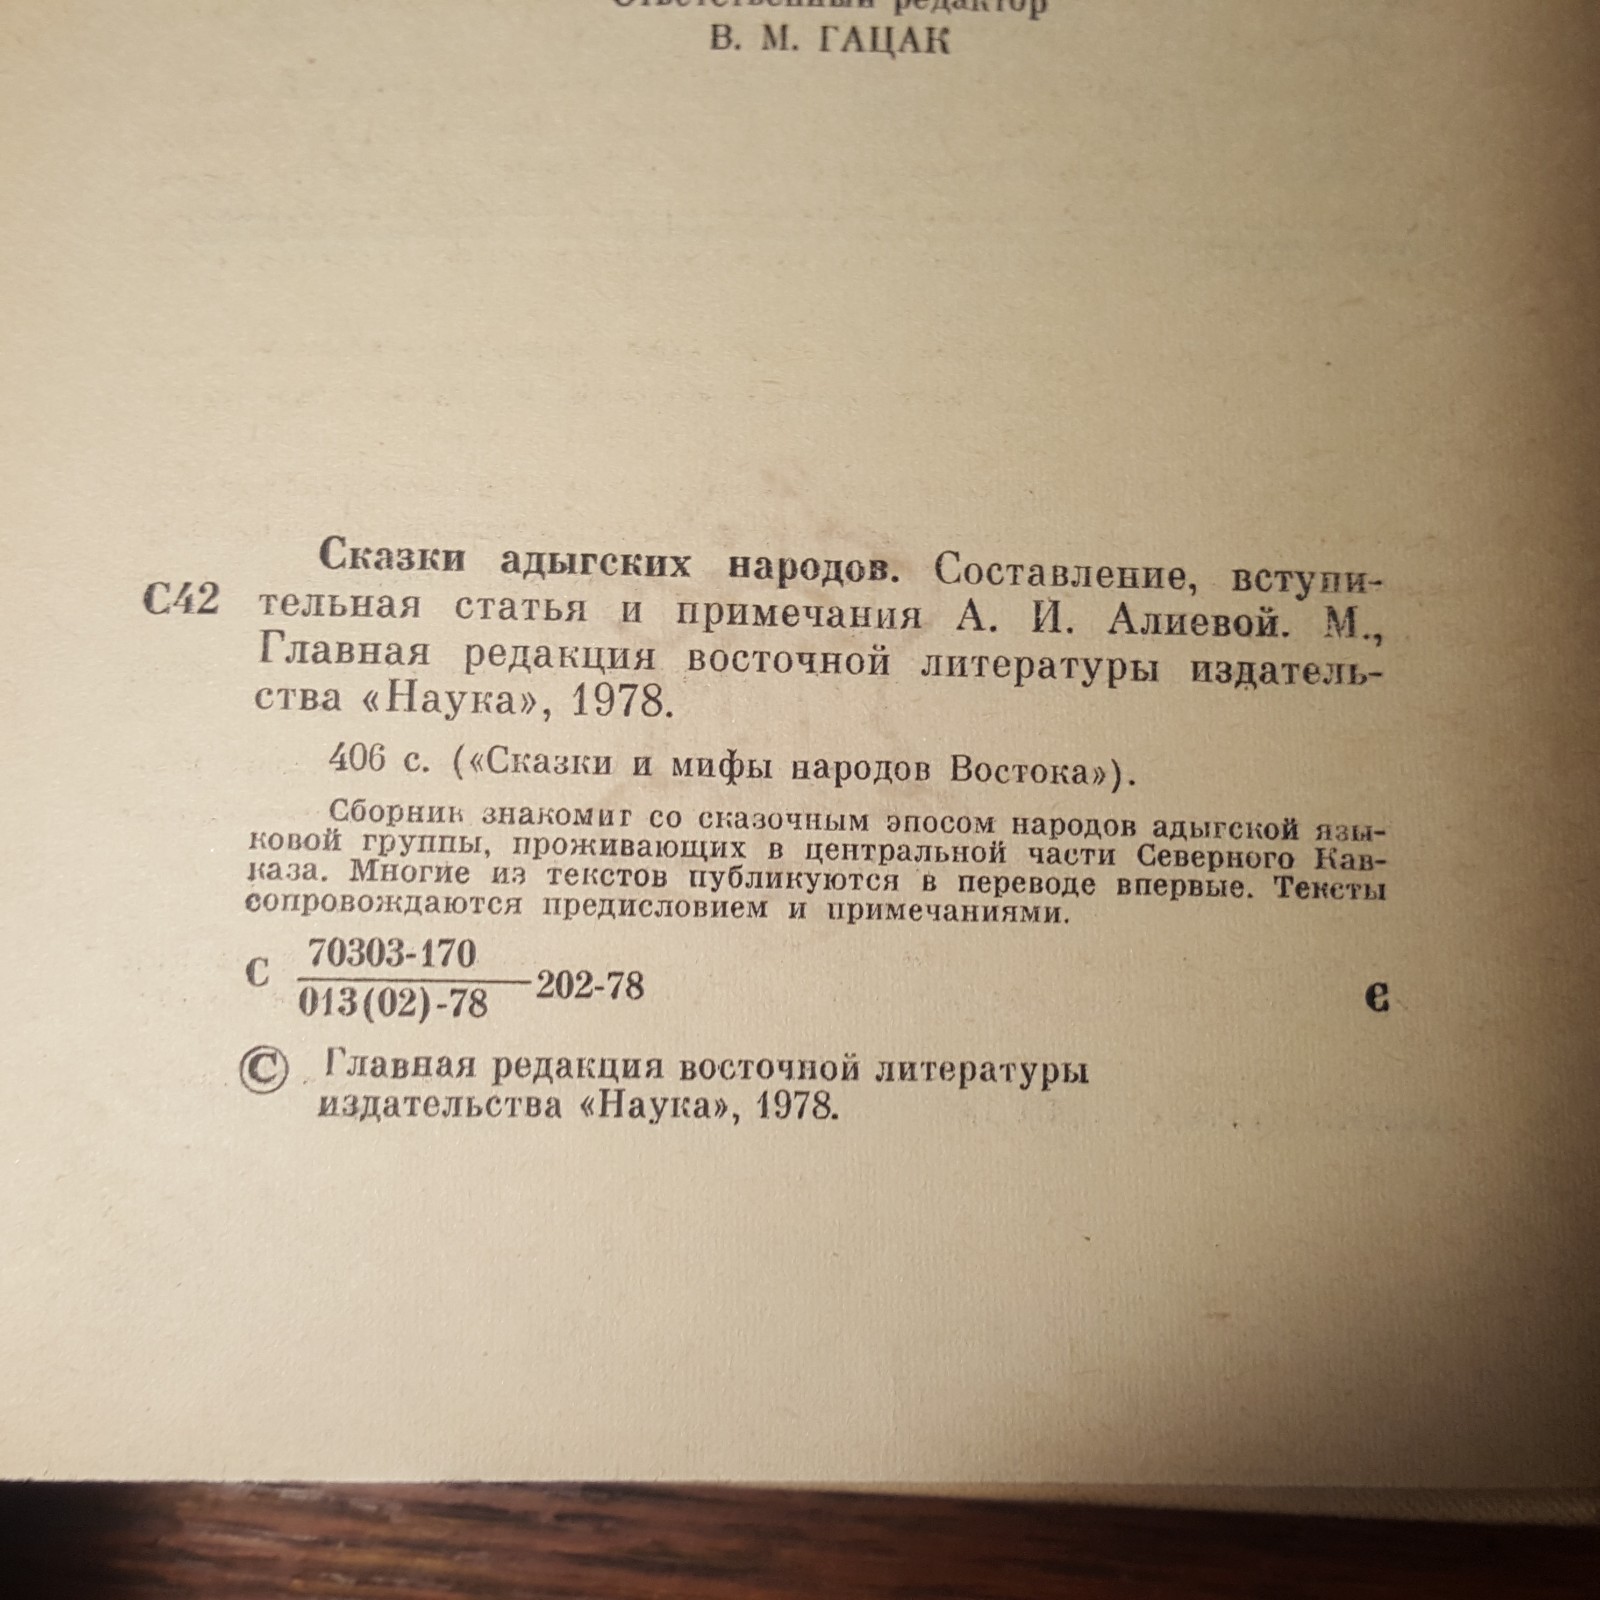 Ответственный редактор
В. М. ГАЦАК
Сказки адыгских народов. Составление, вступи-
С42 тельная статья и примечания А. И. Алиевой. М.,
Главная редакция восточной литературы издатель-
ства «Наука», 1978.
406 с. («Сказки и мифы народов Востока»).
Сборник знакомит со сказочным эпосом народов адыгской язы-
ковой группы, проживающих в центральной части Северного Кав-
каза. Многие из текстов публикуются в переводе впервые. Тексты
сопровождаются предисловием и примечаниями.
70303-170
С 202-78 е
013(02)-78
© Главная редакция восточной литературы
издательства «Наука», 1978.